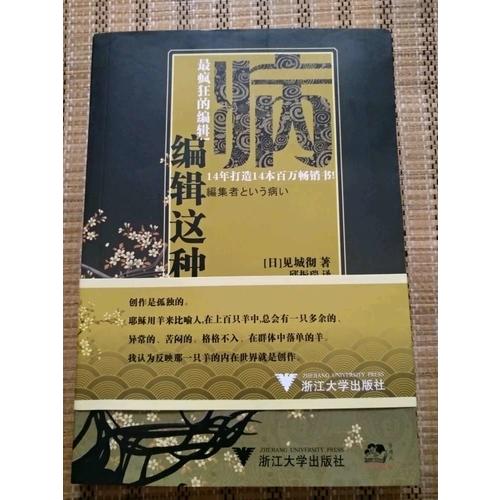 最疯狂的编辑
病
编辑这种
14年打造14本百万畅销书!
編集者という病い
[日]见城彻 著
邱振瑞 译
创作是孤独的。
耶稣用羊来比喻人,在上百只羊中,总会有一只多余的、
异常的、苦闷的、格格不入、在群体中落单的羊。
我认为反映那一只羊的内在世界就是创作。
ZHEJIANG UNIVERSITY PRESS
浙江大学出版社
ZHEJIANG UNIVERSITY PRESS
浙江大学出版社